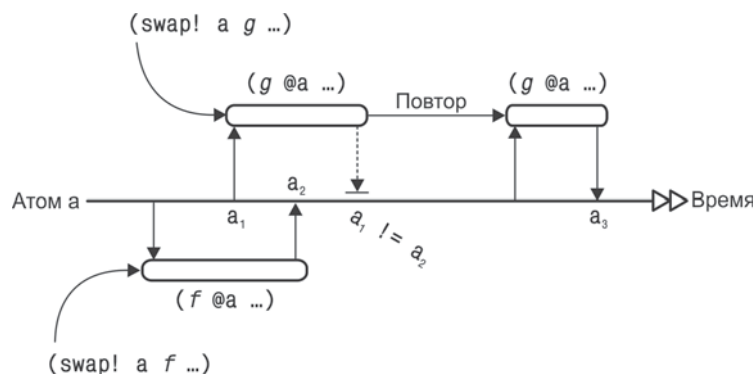 (swap! a g …)
(g @a …)
(g @a …)
Повтор
Атом a
a₂
Время
a₁
a₁ != a₂
a₃
(f @a …)
(swap! a f …)